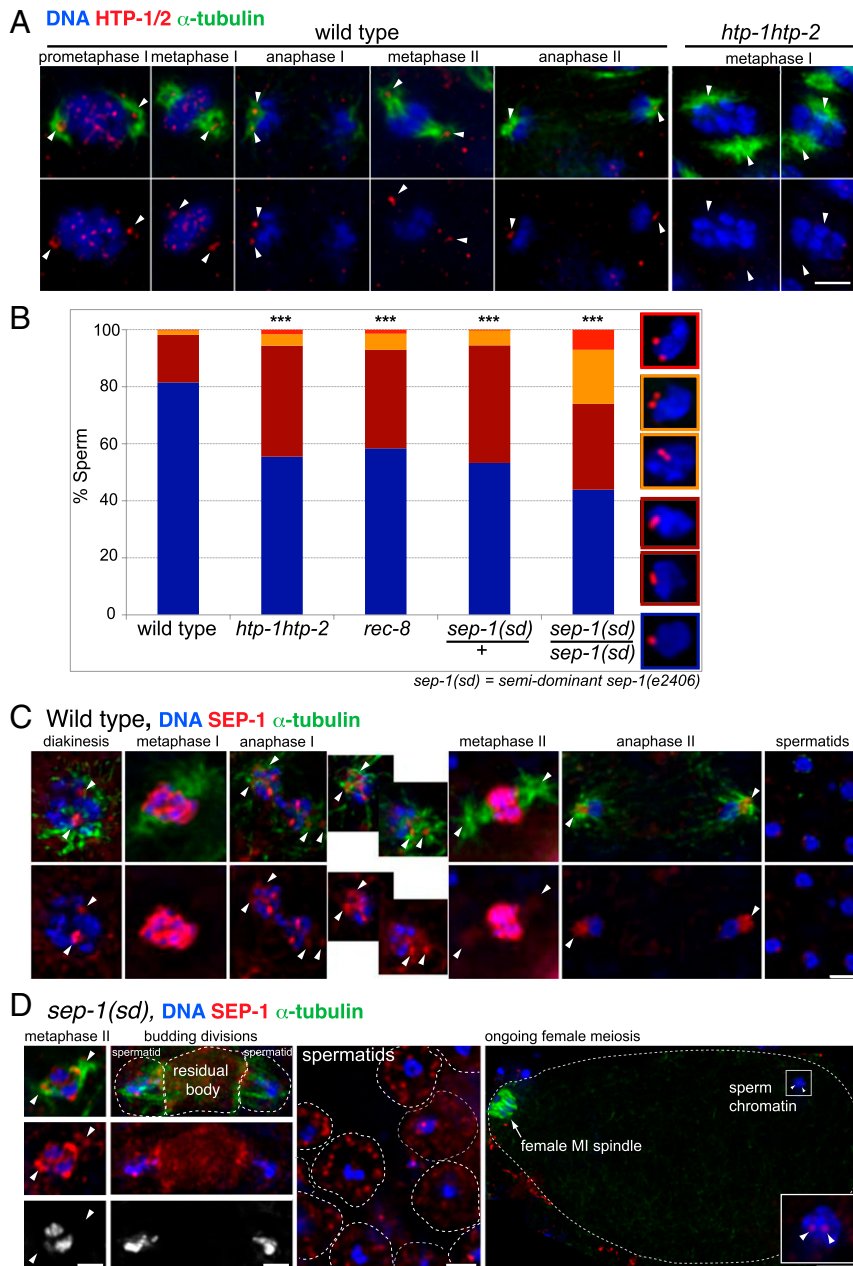 A
DNA HTP-1/2 α-tubulin
wild type
htp-1htp-2
prometaphase I metaphase I anaphase I metaphase II anaphase II metaphase I
B
***
***
***
***
% Sperm
100
80
60
40
20
0
wild type
htp-1htp-2
rec-8
sep-1(sd)
+
sep-1(sd)
sep-1(sd)
sep-1(sd) = semi-dominant sep-1(e2406)
C
Wild type, DNA SEP-1 α-tubulin
diakinesis metaphase I anaphase I metaphase II anaphase II spermatids
D
sep-1(sd), DNA SEP-1 α-tubulin
metaphase II budding divisions ongoing female meiosis
spermatid
spermatid
residual
body
spermatids
sperm
chromatin
female MI spindle